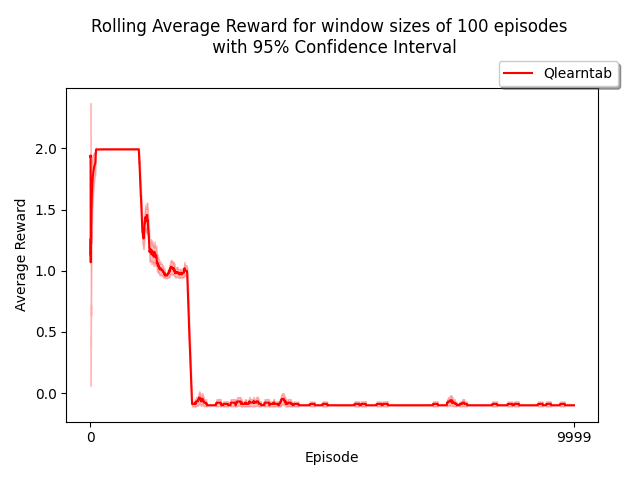 Rolling Average Reward for window sizes of 100 episodes
with 95% Confidence Interval
Qlearntab
Average Reward
2.0
1.5
1.0
0.5
0.0
0
9999
Episode